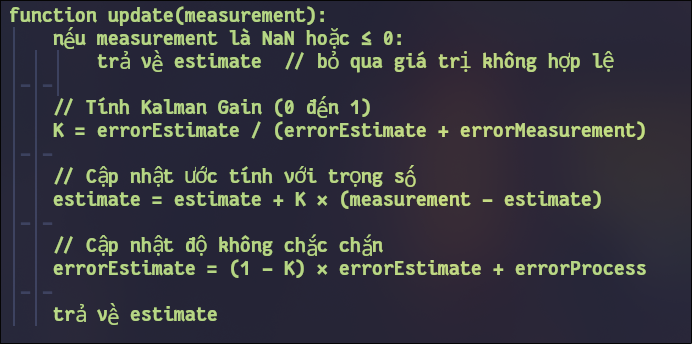 function update(measurement):
nếu measurement là NaN hoặc ≤ 0:
trả về estimate // bỏ qua giá trị không hợp lệ
// Tính Kalman Gain (0 đến 1)
K = errorEstimate / (errorEstimate + errorMeasurement)
// Cập nhật ước tính với trọng số
estimate = estimate + K × (measurement - estimate)
// Cập nhật độ không chắc chắn
errorEstimate = (1 - K) × errorEstimate + errorProcess
trả về estimate